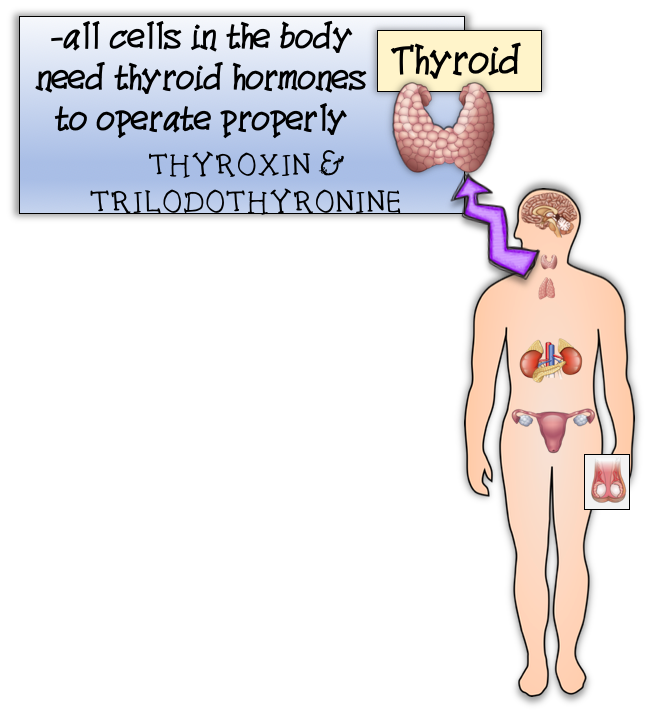 -all cells in the body
need thyroid hormones
to operate properly
THYROXIN &
TRILODOTHYRONINE
Thyroid